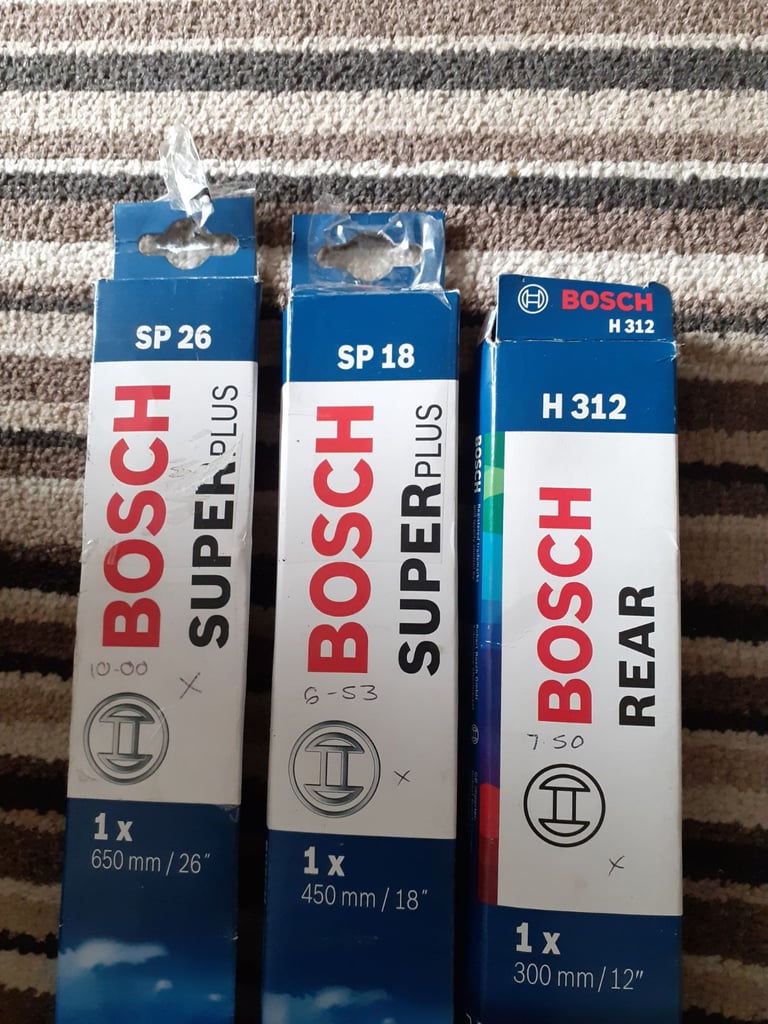 SP 26
BOSCH
SUPERPLUS
10-00
X
1 x
650 mm / 26"
SP 18
BOSCH
SUPERPLUS
6-53
x
1 x
450 mm / 18"
BOSCH
H 312
H 312
BOSCH
BOSCH
REAR
7.50
x
1 x
300 mm / 12"